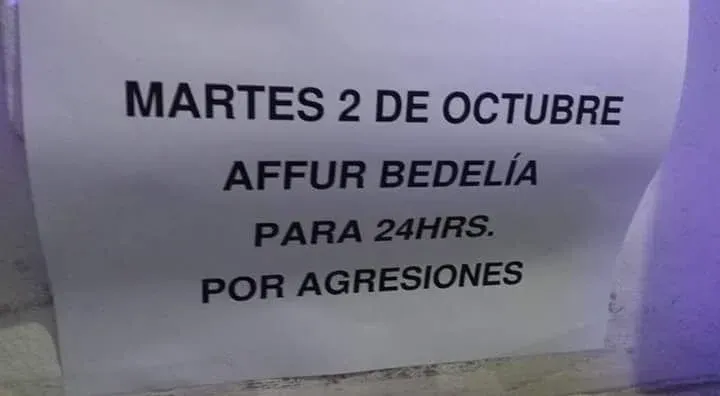 MARTES 2 DE OCTUBRE
AFFUR BEDELÍA
PARA 24HRS.
POR AGRESIONES